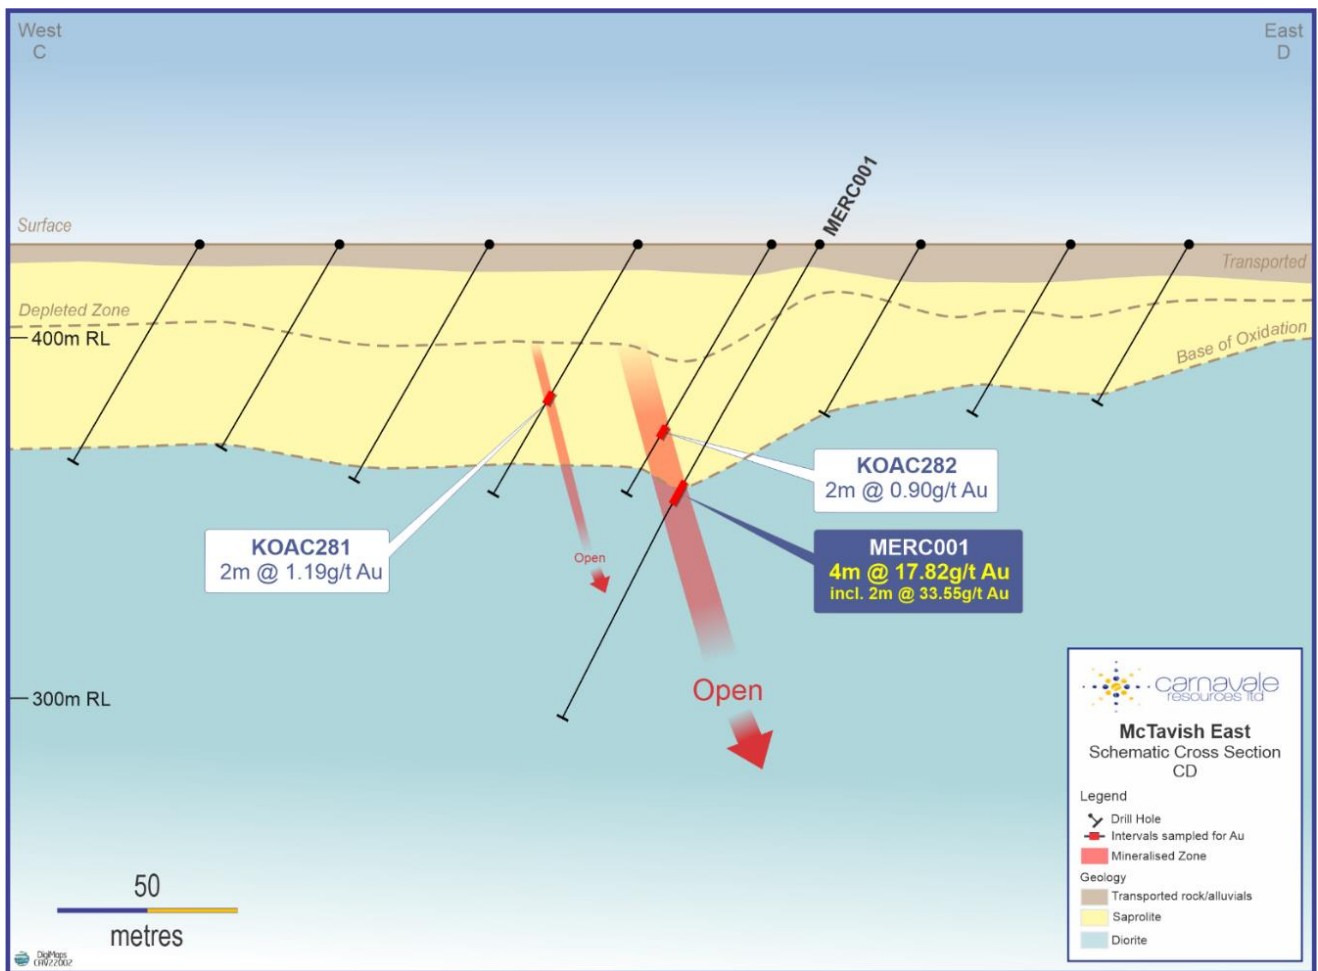 West
C
East
D
MERC001
Surface
Transported
Depleted Zone
400m RL
Base of Oxidation
KOAC282
2m @ 0.90g/t Au
KOAC281
2m @ 1.19g/t Au
MERC001
4m @ 17.82g/t Au
incl. 2m @ 33.55g/t Au
Open
300m RL
Open
carnavale
resources ltd
McTavish East
Schematic Cross Section
CD
Legend
Drill Hole
Intervals sampled for Au
Mineralised Zone
Geology
Transported rock/alluvials
Saprolite
Diorite
50
metres
DigiMaps
CAV22002